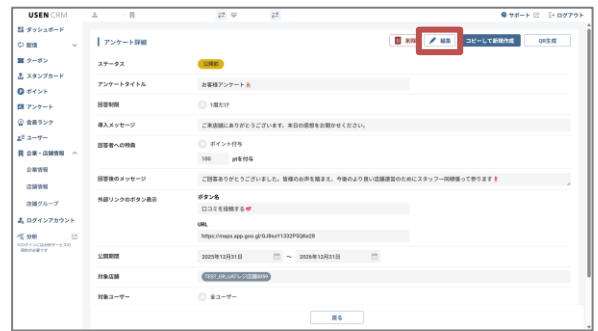 USEN CRM
サポート
ログアウト
ダッシュボード
配信
クーポン
スタンプカード
ポイント
アンケート
会員ランク
ユーザー
企業・店舗情報
企業情報
店舗情報
店舗グループ
ログインアカウント
分析
アンケート詳細
削除
編集
コピーして新規作成
QR生成
ステータス
公開前
アンケートタイトル
お客様アンケート
回答制限
1度だけ
導入メッセージ
ご来店誠にありがとうございます。本日の感想をお聞かせください。
回答者への特典
ポイント付与
100 ptを付与
回答後のメッセージ
ご回答ありがとうございました。皆様のお声を踏まえ、今後のより良い店舗運営のためにスタッフ一同頑張って参ります
外部リンクのボタン表示
ボタン名
口コミを投稿する
URL
公開期間
2025年12月31日 ～ 2026年12月31日
対象店舗
対象ユーザー
全ユーザー
戻る